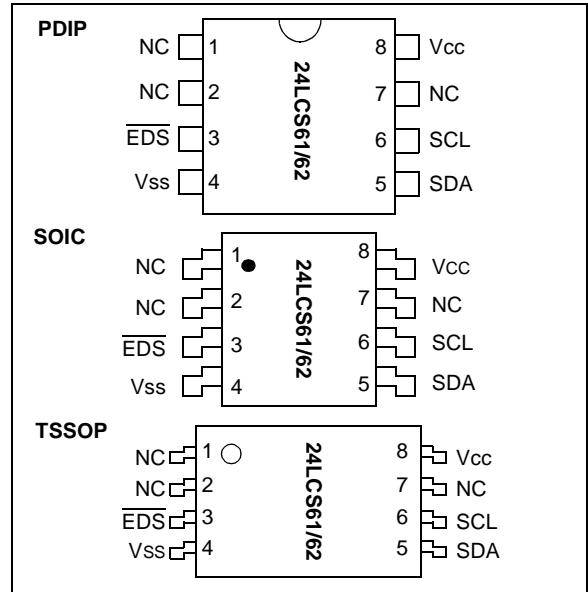 PDIP
NC 1 8 Vcc
NC 2 7 NC
EDS 3 6 SCL
Vss 4 5 SDA
24LCS61/62
SOIC
NC 1 8 VCC
NC 2 7 NC
EDS 3 6 SCL
Vss 4 5 SDA
24LCS61/62
TSSOP
NC 1 8 Vcc
NC 2 7 NC
EDS 3 6 SCL
Vss 4 5 SDA
24LCS61/62